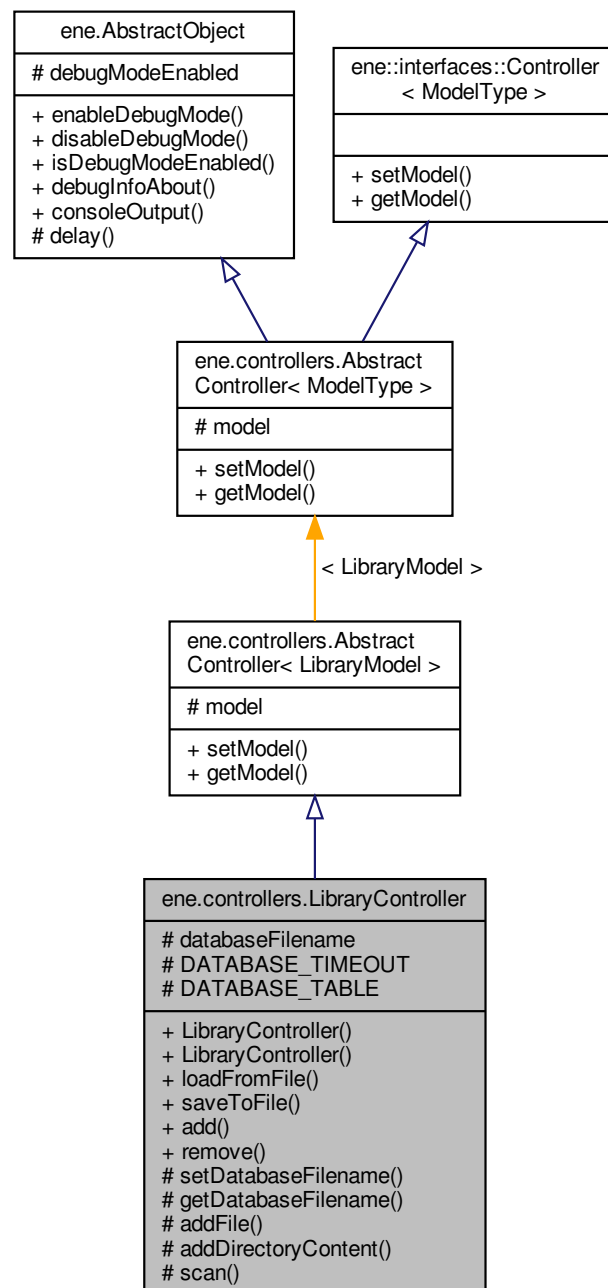 ene.AbstractObject
# debugModeEnabled
+ enableDebugMode()
+ disableDebugMode()
+ isDebugModeEnabled()
+ debugInfoAbout()
+ consoleOutput()
# delay()
ene::interfaces::Controller
< ModelType >
+ setModel()
+ getModel()
ene.controllers.Abstract
Controller< ModelType >
# model
+ setModel()
+ getModel()
< LibraryModel >
ene.controllers.Abstract
Controller< LibraryModel >
# model
+ setModel()
+ getModel()
ene.controllers.LibraryController
# databaseFilename
# DATABASE_TIMEOUT
# DATABASE_TABLE
+ LibraryController()
+ LibraryController()
+ loadFromFile()
+ saveToFile()
+ add()
+ remove()
# setDatabaseFilename()
# getDatabaseFilename()
# addFile()
# addDirectoryContent()
# scan()